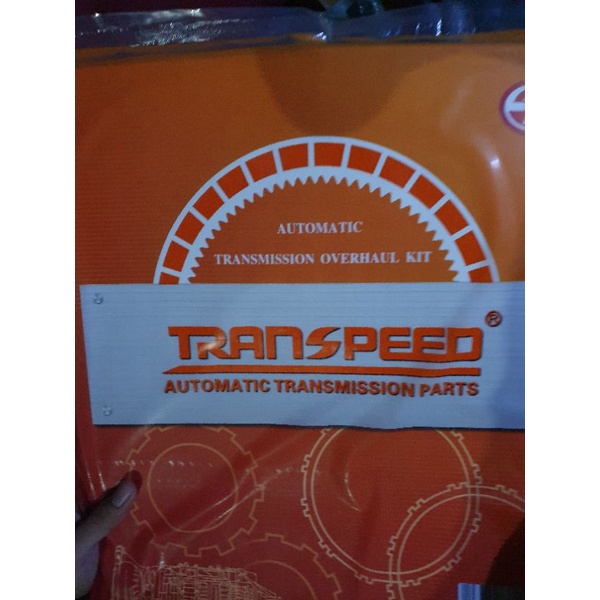 AUTOMATIC
TRANSMISSION OVERHAUL KIT
TRANSPEED®
AUTOMATIC TRANSMISSION PARTS